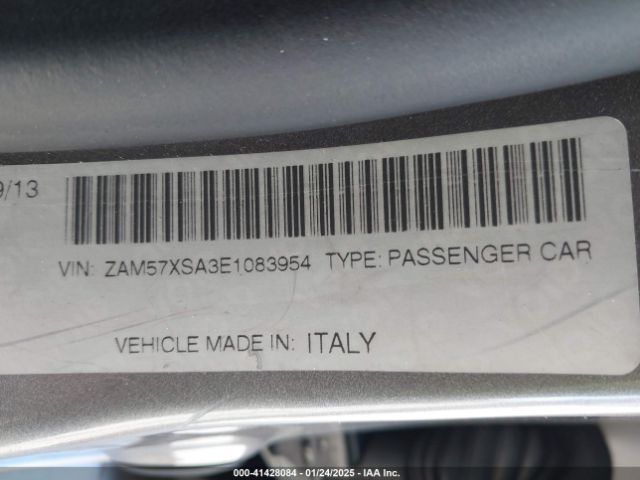 9/13
VIN: ZAM57XSA3E1083954 TYPE: PASSENGER CAR
VEHICLE MADE IN: ITALY
000-41428084 - 01/24/2025 - IAA Inc.